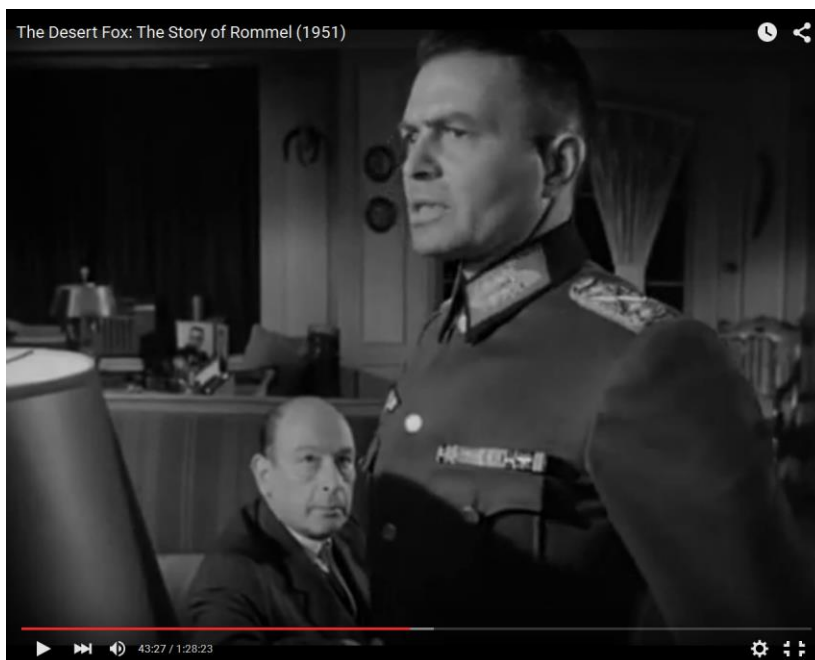 The Desert Fox: The Story of Rommel (1951)
43:27 / 1:28:23